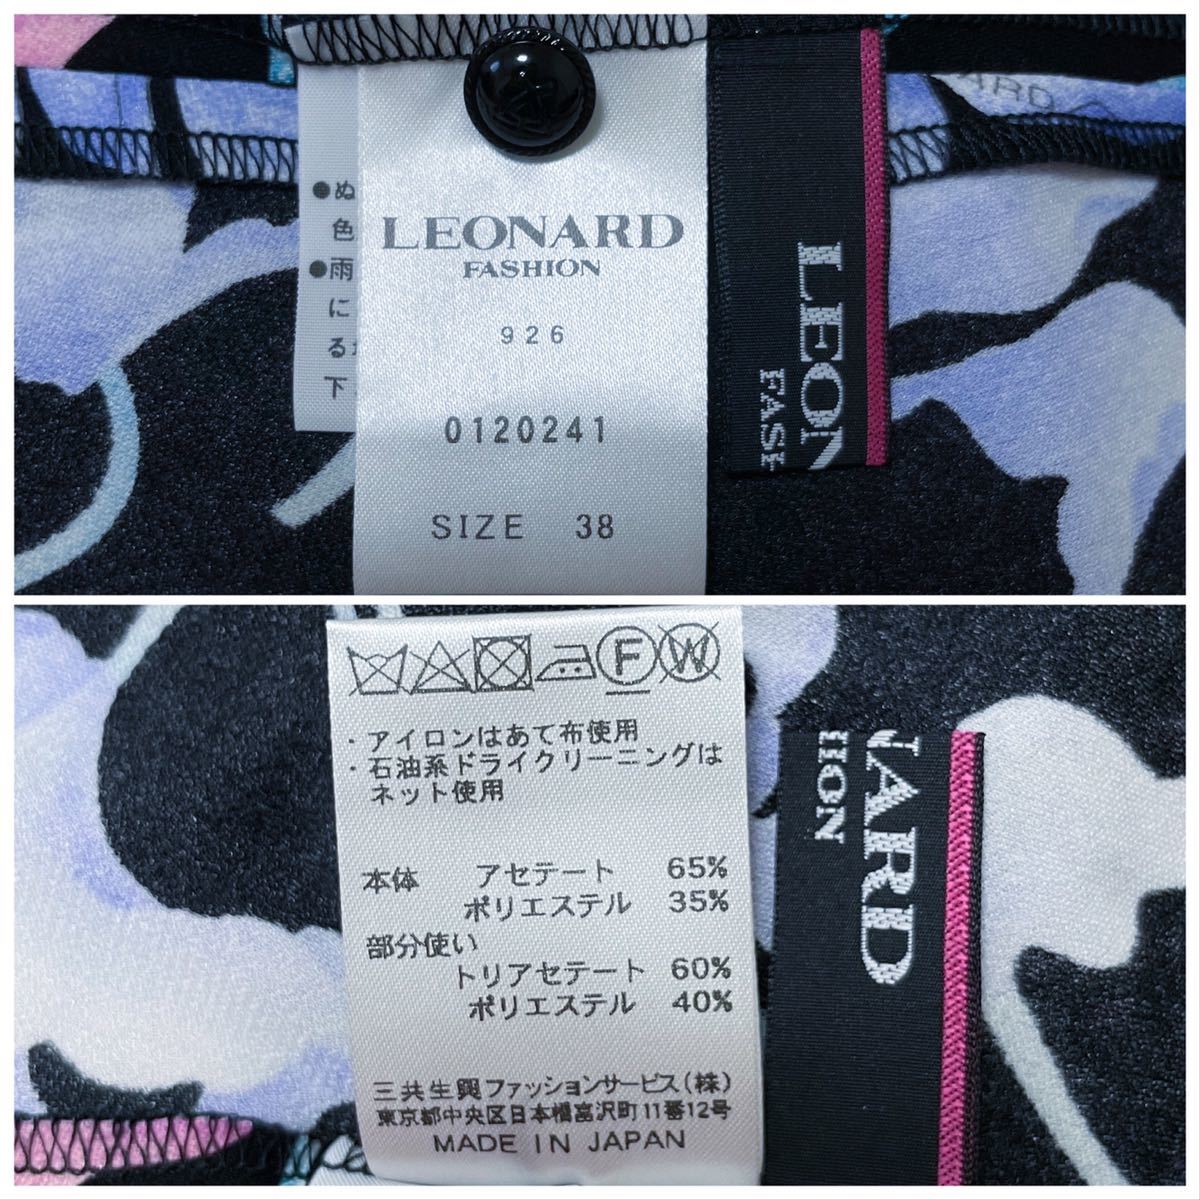 ●ぬ
色
●雨
に
る
下
LEONARD
FASHION
926
0120241
SIZE 38
LEON
FASH
ARD
F
W
・アイロンはあて布使用
・石油系ドライクリーニングは
ネット使用
本体 アセテート 65%
ポリエステル 35%
部分使い
トリアセテート 60%
ポリエステル 40%
三共生興ファッションサービス(株)
東京都中央区日本橋富沢町11番12号
MADE IN JAPAN
NARD
HION